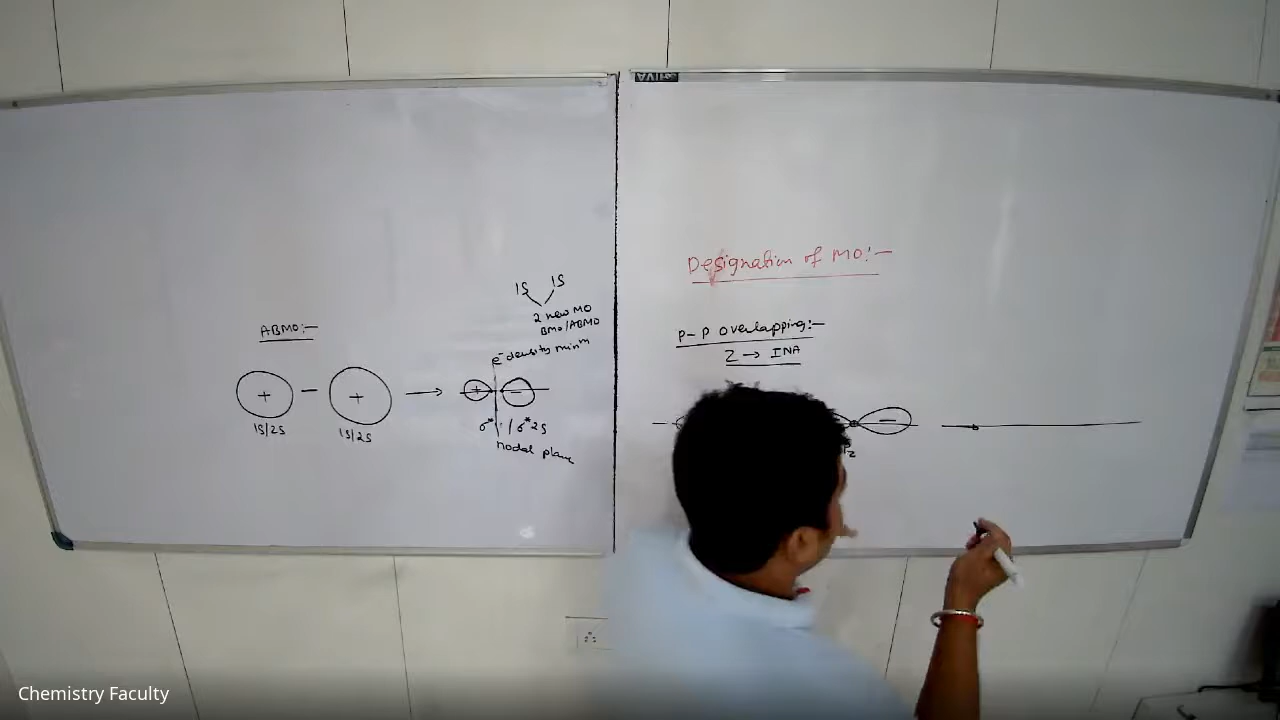 1S 1S
2 new MO
BMO/ABMO
ABMO:-
e⁻ density minᵐ
+ - + → + -
1S/2S 1S/2S
σ* / σ*2S
nodal plane
Designation of MO:-
P-P overlapping:-
Z → INA
-
Chemistry Faculty